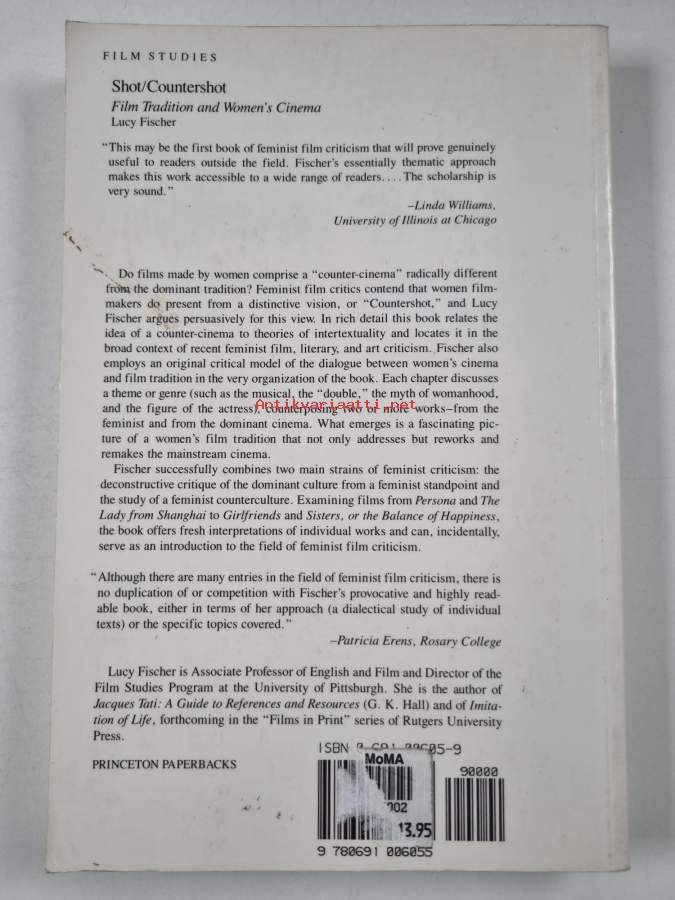 FILM STUDIES
Shot/Countershot
Film Tradition and Women's Cinema
Lucy Fischer
“This may be the first book of feminist film criticism that will prove genuinely
useful to readers outside the field. Fischer's essentially thematic approach
makes this work accessible to a wide range of readers. . . . The scholarship is
very sound.”
–Linda Williams,
University of Illinois at Chicago
Do films made by women comprise a “counter-cinema” radically different
from the dominant tradition? Feminist film critics contend that women film-
makers do present from a distinctive vision, or “Countershot,” and Lucy
Fischer argues persuasively for this view. In rich detail this book relates the
idea of a counter-cinema to theories of intertextuality and locates it in the
broad context of recent feminist film, literary, and art criticism. Fischer also
employs an original critical model of the dialogue between women's cinema
and film tradition in the very organization of the book. Each chapter discusses
a theme or genre (such as the musical, the “double,” the myth of womanhood,
and the figure of the actress), counterposing two or more works–from the
Antikvariaatti.net
feminist and from the dominant cinema. What emerges is a fascinating pic-
ture of a women's film tradition that not only addresses but reworks and
remakes the mainstream cinema.
Fischer successfully combines two main strains of feminist criticism: the
deconstructive critique of the dominant culture from a feminist standpoint and
the study of a feminist counterculture. Examining films from Persona and The
Lady from Shanghai to Girlfriends and Sisters, or the Balance of Happiness,
the book offers fresh interpretations of individual works and can, incidentally,
serve as an introduction to the field of feminist film criticism.
“Although there are many entries in the field of feminist film criticism, there is
no duplication of or competition with Fischer's provocative and highly read-
able book, either in terms of her approach (a dialectical study of individual
texts) or the specific topics covered.”
–Patricia Erens, Rosary College
Lucy Fischer is Associate Professor of English and Film and Director of the
Film Studies Program at the University of Pittsburgh. She is the author of
Jacques Tati: A Guide to References and Resources (G. K. Hall) and of Imita-
tion of Life, forthcoming in the “Films in Print” series of Rutgers University
Press.
PRINCETON PAPERBACKS
ISBN
MoMA
90000
002
13.95
9 780691 006055